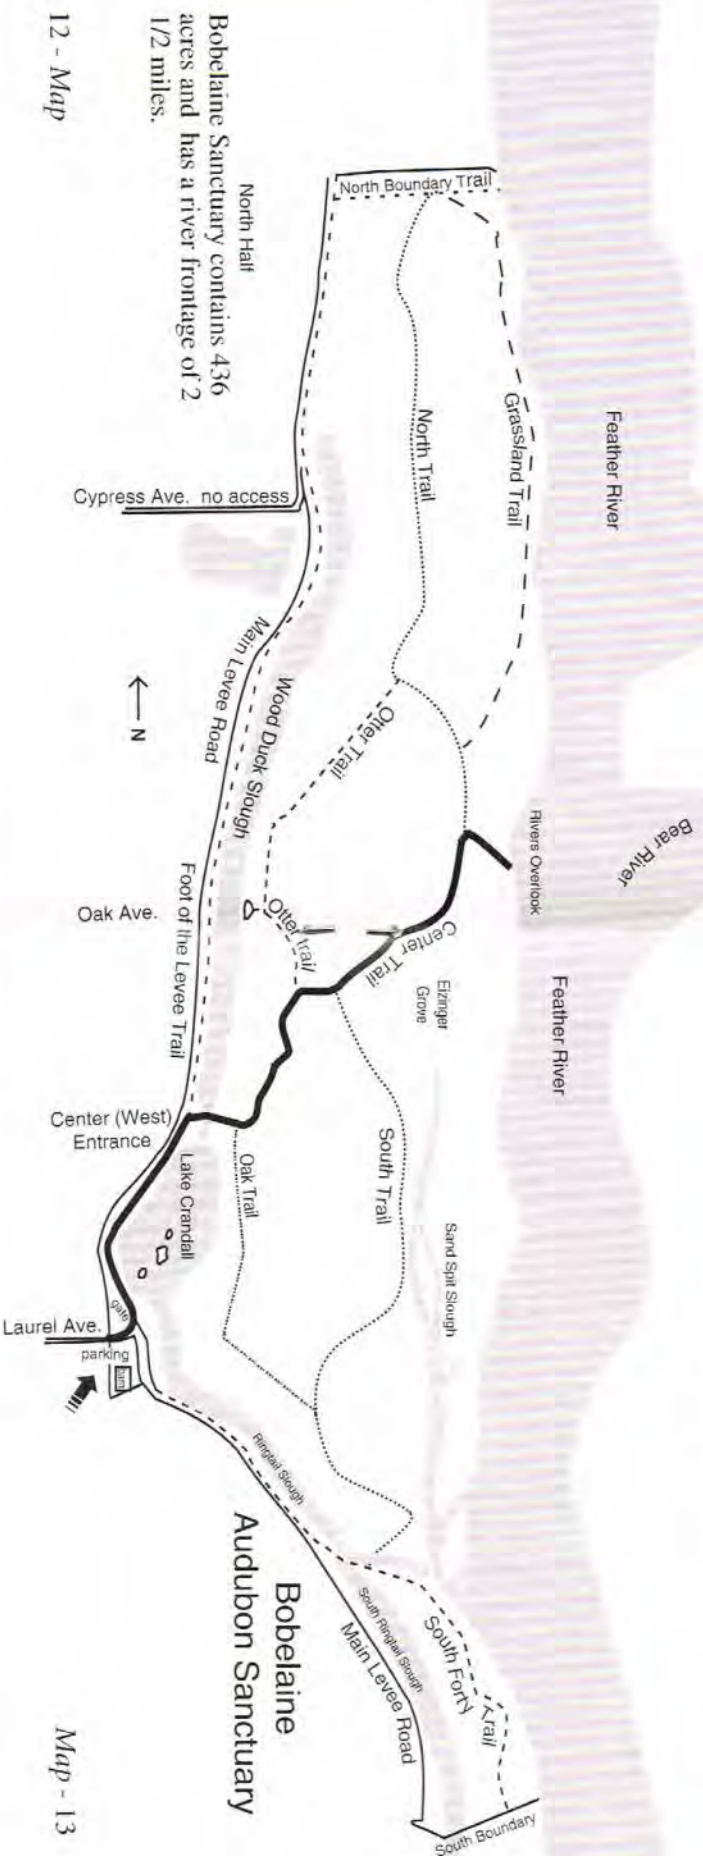 North Half
Bobelaine Sanctuary contains 436
acres and has a river frontage of 2
1/2 miles.
12 - Map
North Boundary Trail
Feather River
Grassland Trail
North Trail
Cypress Ave. no access
Main Levee Road
Wood Duck Slough
N
Otter Trail
Bear River
Rivers Overlook
Oak Ave.
Foot of the Levee Trail
Otter trail
Center Trail
Eizinger
Grove
Feather River
Center (West)
Entrance
Lake Crandall
Oak Trail
South Trail
Sand Spit Slough
Laurel Ave.
gate
parking
Ringtail Slough
South Ringtail Slough
Main Levee Road
South Forty
Trail
South Boundary
Bobelaine
Audubon Sanctuary
Map - 13